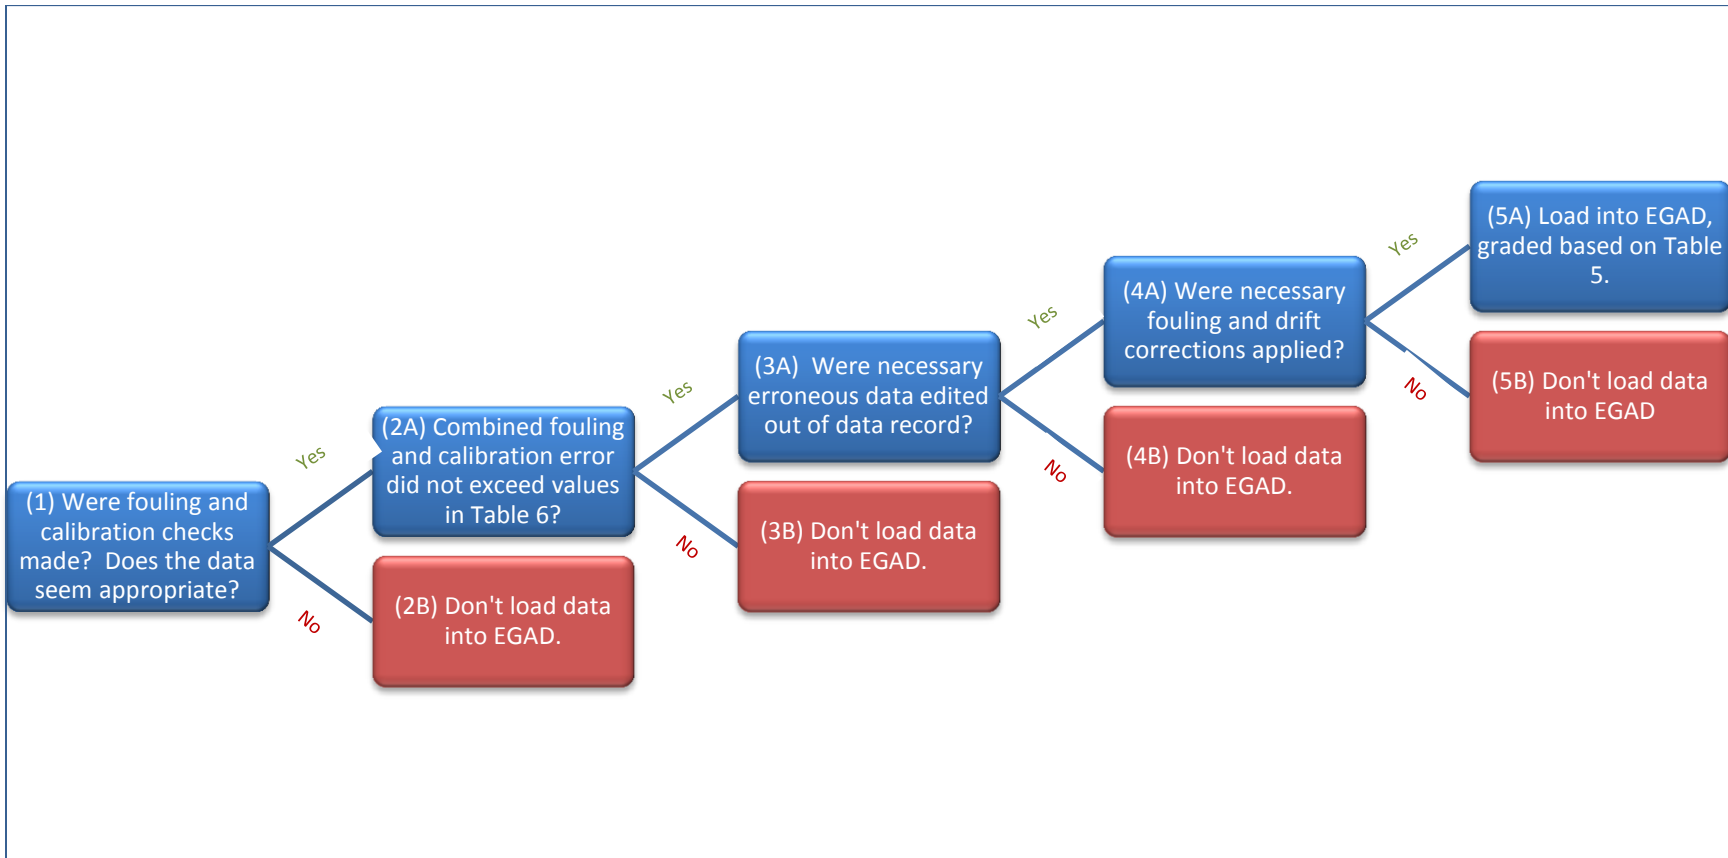 (1) Were fouling and
calibration checks
made?  Does the data
seem appropriate?
Yes
No
(2A) Combined fouling
and calibration error
did not exceed values
in Table 6?
(2B) Don't load data
into EGAD.
Yes
No
(3A)  Were necessary
erroneous data edited
out of data record?
(3B) Don't load data
into EGAD.
Yes
No
(4A) Were necessary
fouling and drift
corrections applied?
(4B) Don't load data
into EGAD.
Yes
No
(5A) Load into EGAD,
graded based on Table
5.
(5B) Don't load data
into EGAD